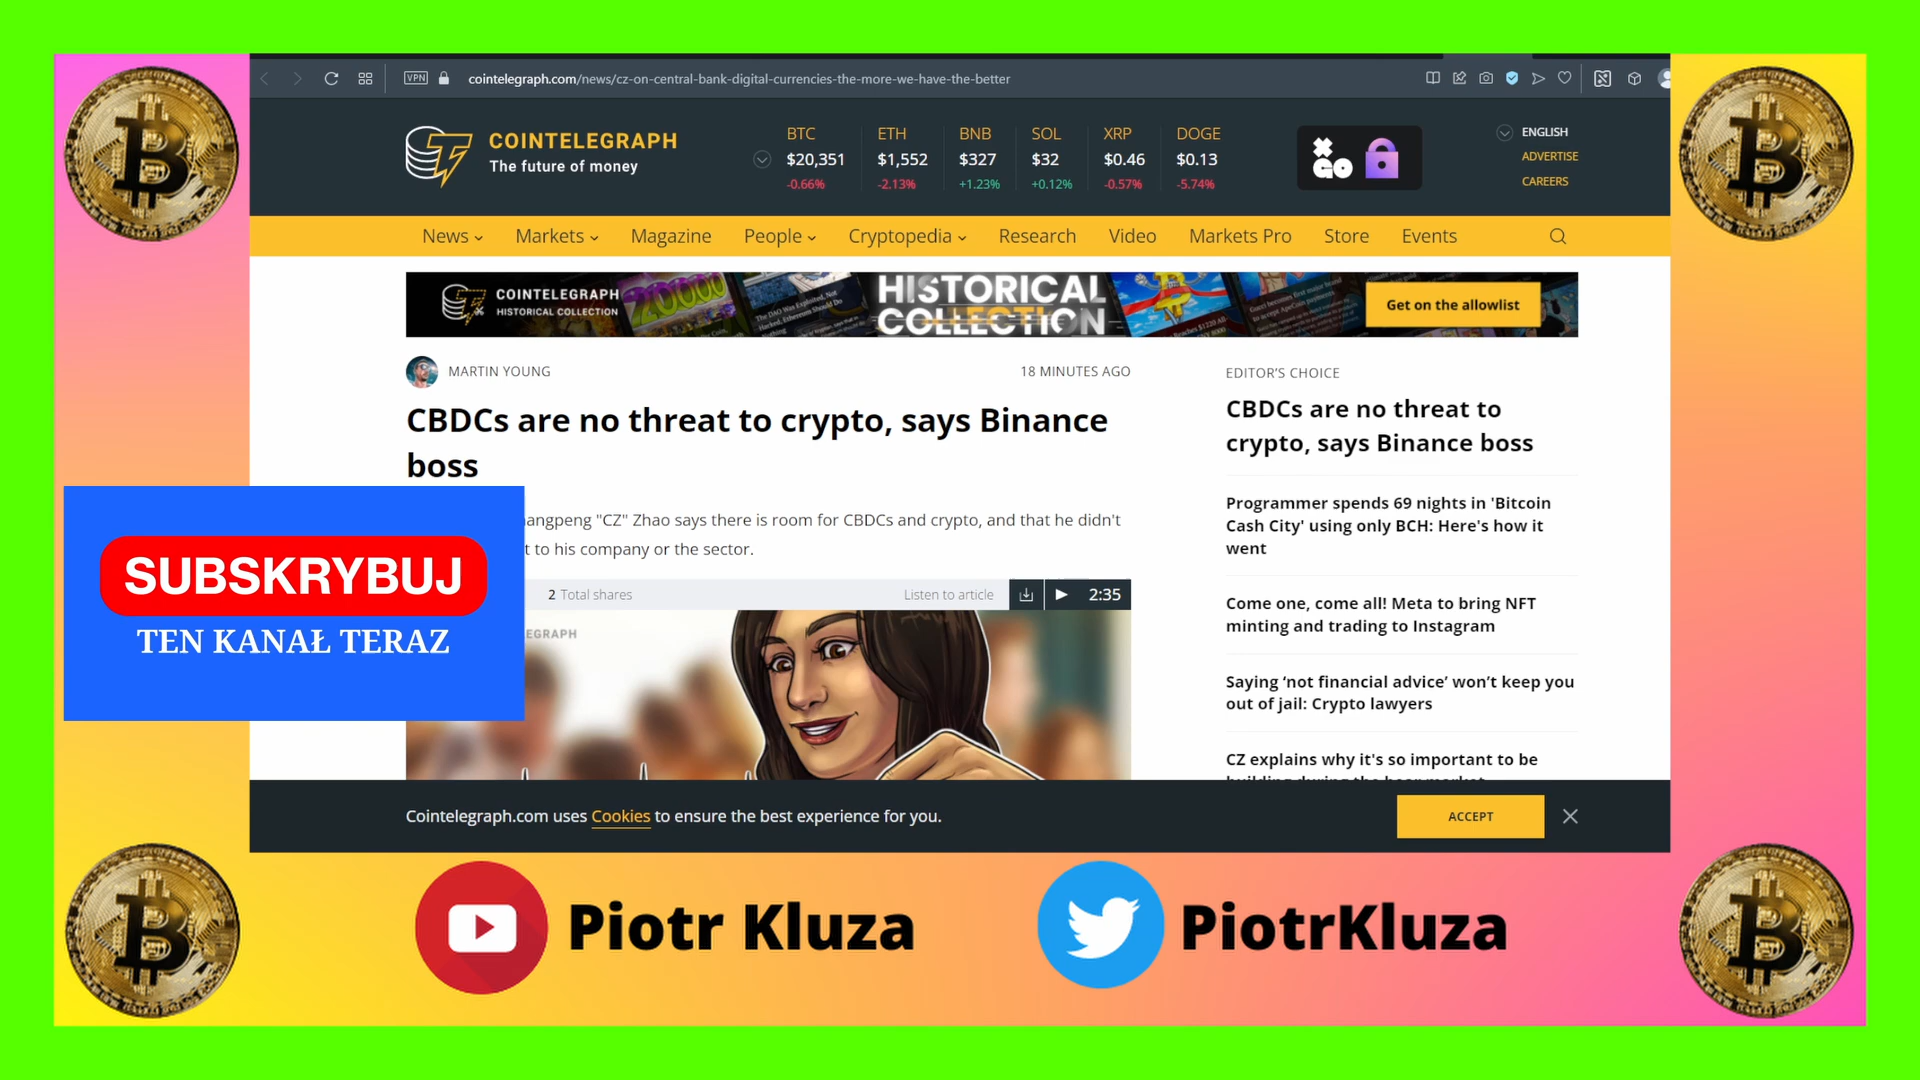 VPN
cointelegraph.com/news/cz-on-central-bank-digital-currencies-the-more-we-have-the-better
COINTELEGRAPH
The future of money
BTC ETH BNB SOL XRP DOGE
$20,351 $1,552 $327 $32 $0.46 $0.13
-0.66% -2.13% +1.23% +0.12% -0.57% -5.74%
ENGLISH
ADVERTISE
CAREERS
News Markets Magazine People Cryptopedia Research Video Markets Pro Store Events
COINTELEGRAPH
HISTORICAL COLLECTION
HISTORICAL
COLLECTION
Get on the allowlist
MARTIN YOUNG
18 MINUTES AGO
CBDCs are no threat to crypto, says Binance
boss
angpeng "CZ" Zhao says there is room for CBDCs and crypto, and that he didn't
t to his company or the sector.
2 Total shares
Listen to article
2:35
EGRAPH
EDITOR’S CHOICE
CBDCs are no threat to
crypto, says Binance boss
Programmer spends 69 nights in 'Bitcoin
Cash City' using only BCH: Here's how it
went
Come one, come all! Meta to bring NFT
minting and trading to Instagram
Saying ‘not financial advice’ won’t keep you
out of jail: Crypto lawyers
CZ explains why it's so important to be
building during the bear market
SUBSKRYBUJ
TEN KANAŁ TERAZ
Cointelegraph.com uses Cookies to ensure the best experience for you.
ACCEPT
Piotr Kluza
PiotrKluza